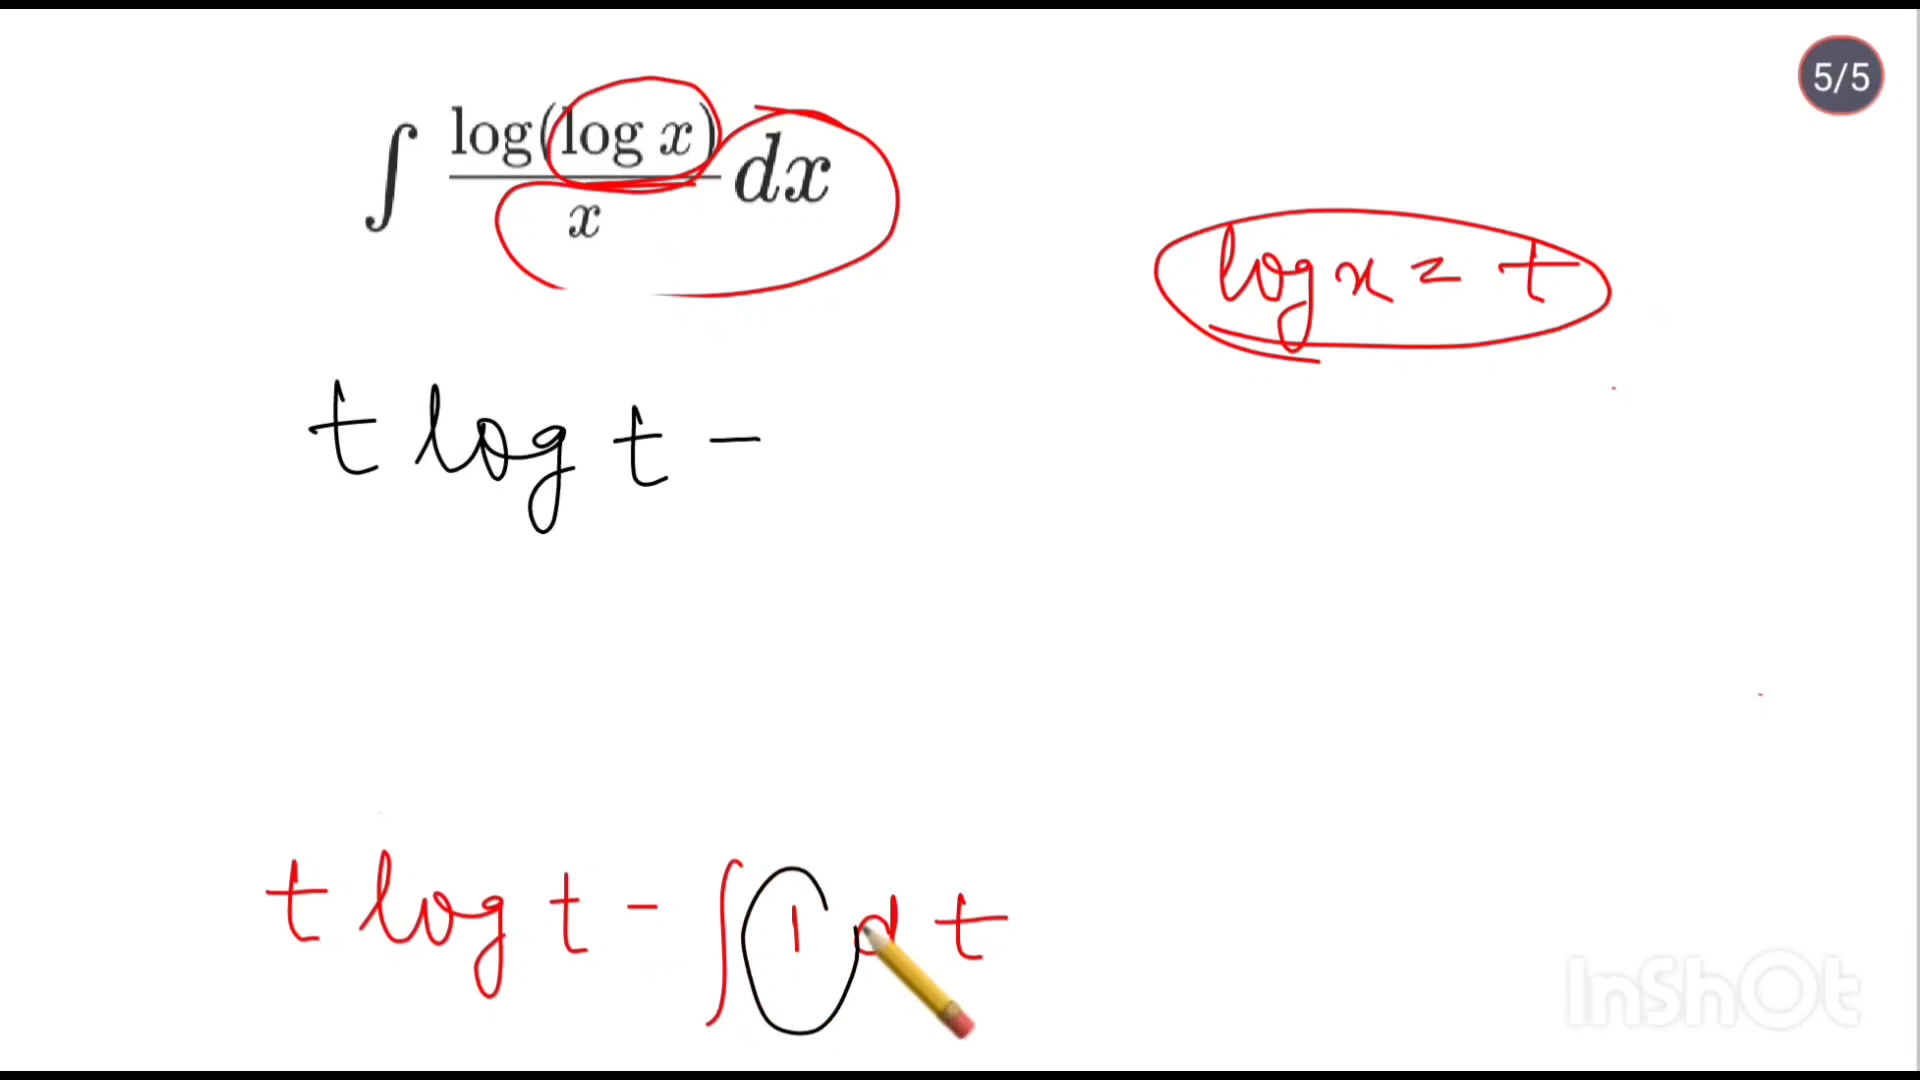 5/5
∫ log(log x)/x dx
log x = t
t log t −
t log t − ∫ 1 dt
InShOt